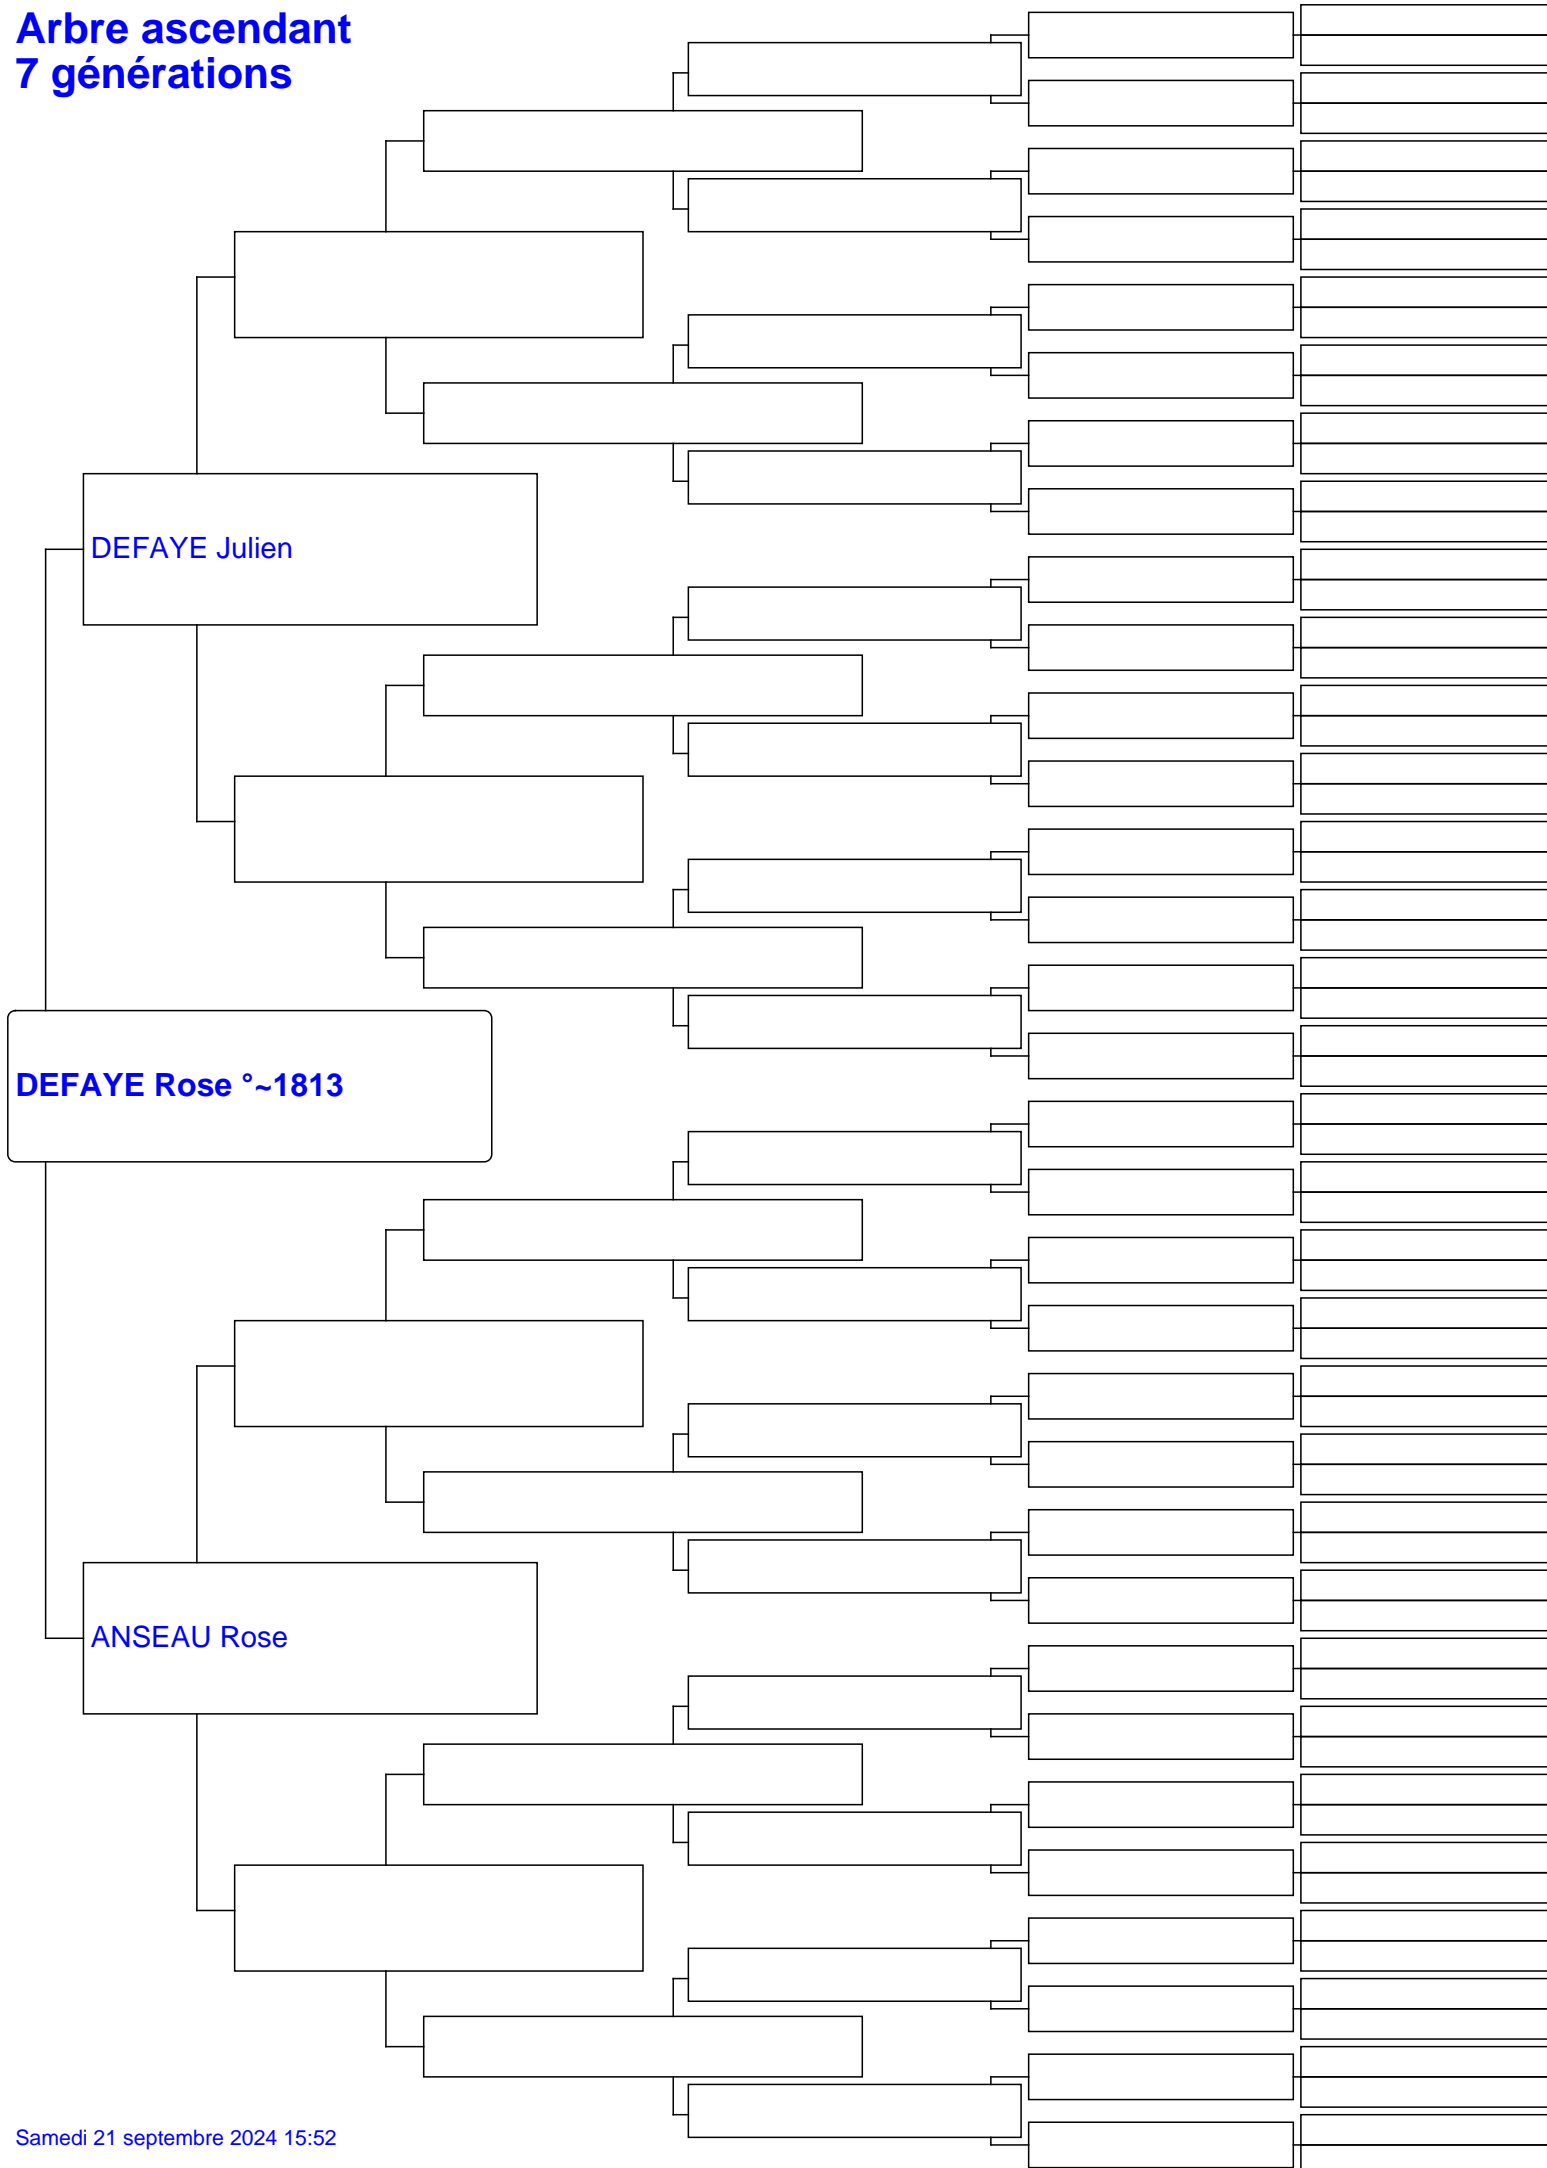 Arbre ascendant
7 générations
DEFAYE Julien
DEFAYE Rose °~1813
ANSEAU Rose
Samedi 21 septembre 2024 15:52